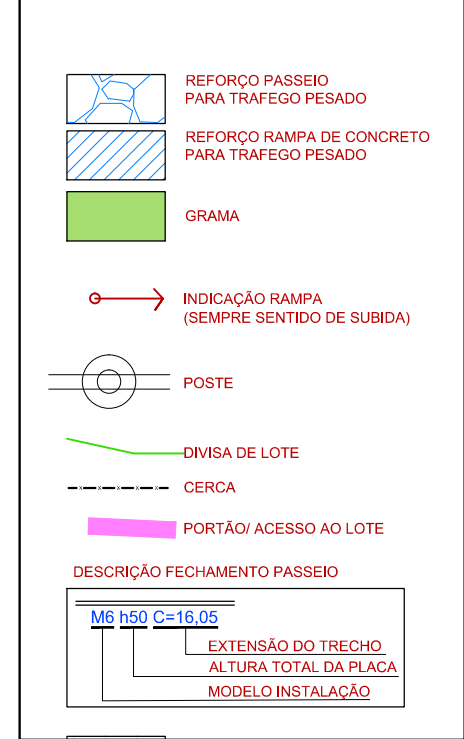 REFORÇO PASSEIO
PARA TRAFEGO PESADO
REFORÇO RAMPA DE CONCRETO
PARA TRAFEGO PESADO
GRAMA
INDICAÇÃO RAMPA
(SEMPRE SENTIDO DE SUBIDA)
POSTE
DIVISA DE LOTE
CERCA
PORTÃO/ ACESSO AO LOTE
DESCRIÇÃO FECHAMENTO PASSEIO
M6 h50 C=16,05
EXTENSÃO DO TRECHO
ALTURA TOTAL DA PLACA
MODELO INSTALAÇÃO